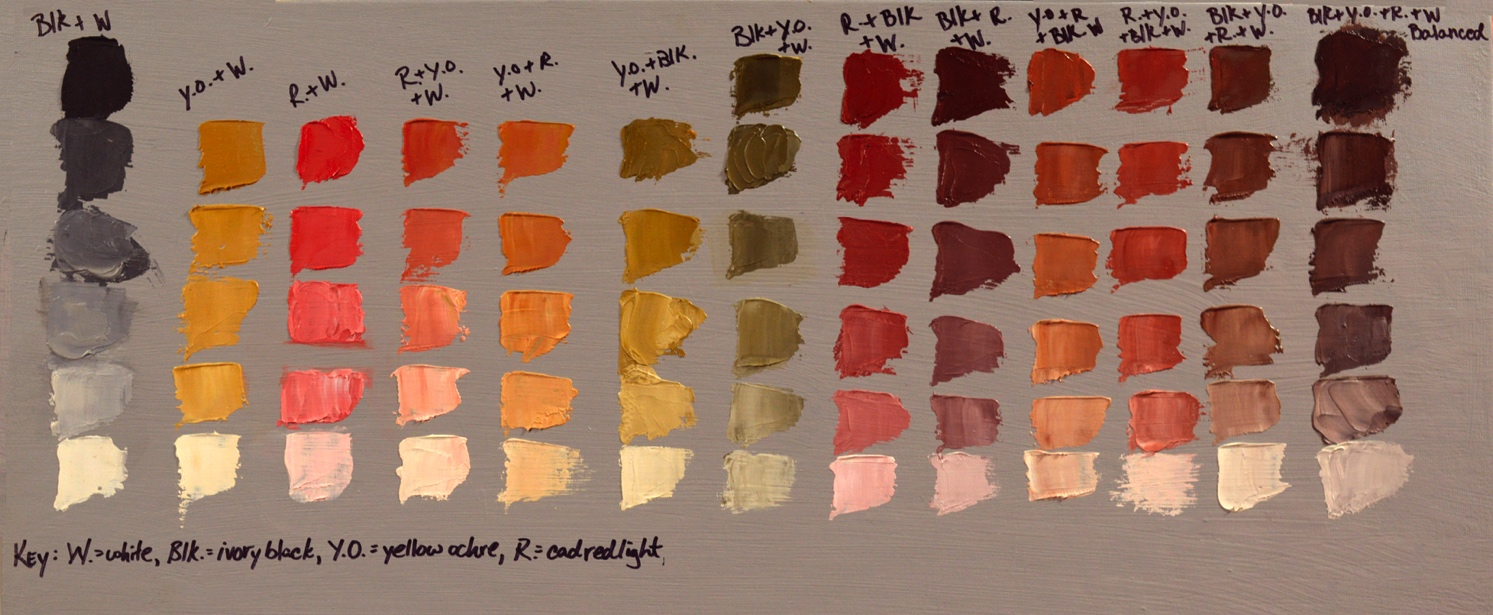 Blk + W
Y.O. + W.
R. + W.
R + Y.O.
+ W.
Y.O + R.
+ W.
Y.O. + Blk.
+ W.
Blk + Y.O.
+ W.
R. + Blk
+ W.
Blk + R.
+ W.
Y.O + R
+ Blk. W
R. + Y.O.
+ Blk + W.
Blk + Y.O.
+ R. + W.
Blk + Y.O. + R. + W
Balanced
Key: W. = white, Blk. = ivory black, Y.O. = yellow ochre, R. = cad red light,